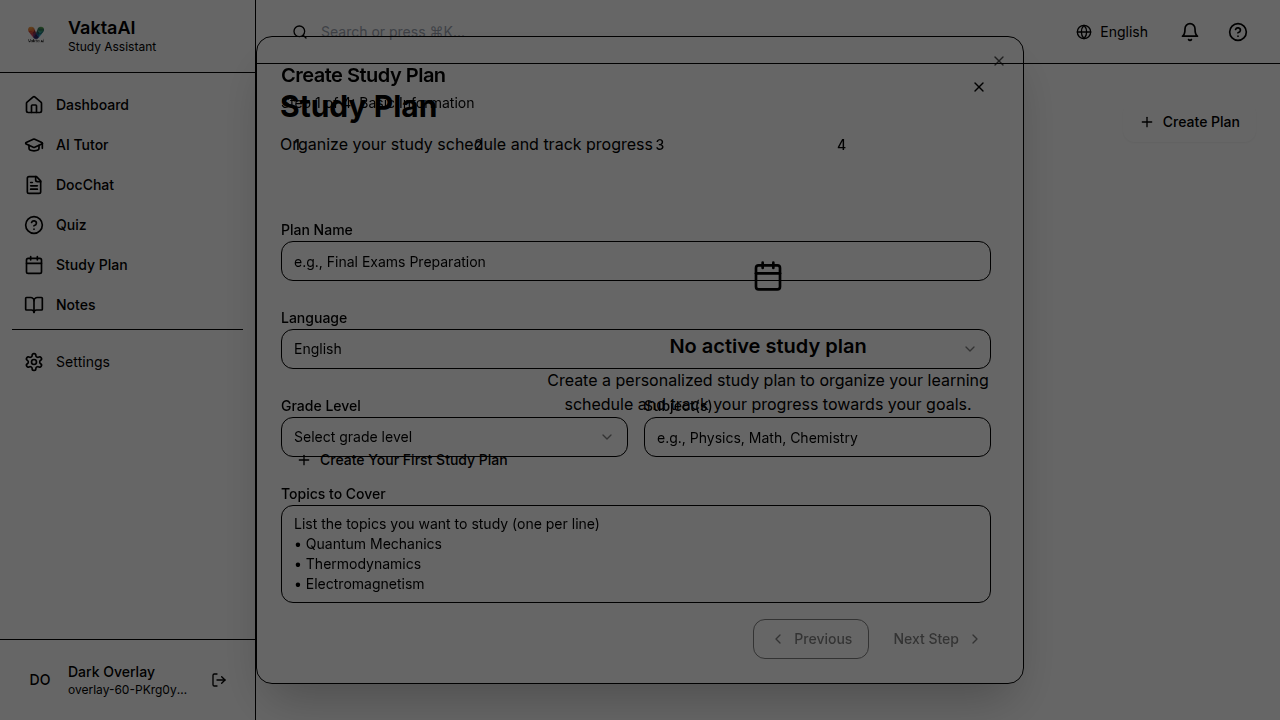 VaktaAI
Study Assistant
Search or press ⌘K...
English
Dashboard
AI Tutor
DocChat
Quiz
Study Plan
Notes
Settings
DO
Dark Overlay
overlay-60-PKrg0y...
Create Study Plan
Step 1 of 4: Basic Information
Study Plan
Organize your study schedule and track progress
1 2 3 4
Create Plan
Plan Name
e.g., Final Exams Preparation
Language
English
No active study plan
Create a personalized study plan to organize your learning
schedule and track your progress towards your goals.
Grade Level
Subject(s)
Select grade level
e.g., Physics, Math, Chemistry
Create Your First Study Plan
Topics to Cover
List the topics you want to study (one per line)
• Quantum Mechanics
• Thermodynamics
• Electromagnetism
Previous
Next Step